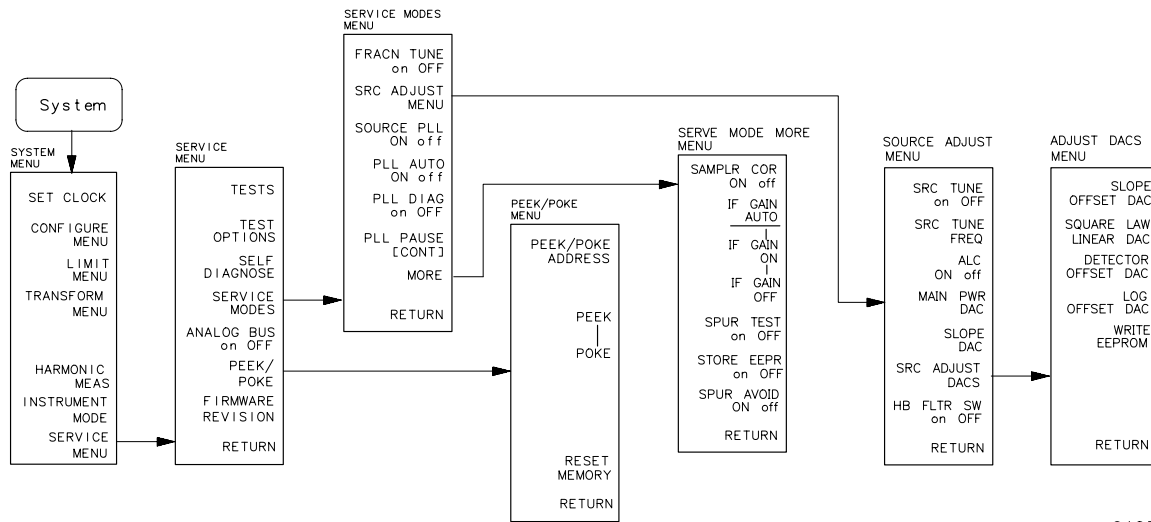 System
SYSTEM
MENU
SET CLOCK
CONFIGURE
MENU
LIMIT
MENU
TRANSFORM
MENU
HARMONIC
MEAS
INSTRUMENT
MODE
SERVICE
MENU
SERVICE
MENU
TESTS
TEST
OPTIONS
SELF
DIAGNOSE
SERVICE
MODES
ANALOG BUS
on OFF
PEEK/
POKE
FIRMWARE
REVISION
RETURN
SERVICE MODES
MENU
FRACN TUNE
on OFF
SRC ADJUST
MENU
SOURCE PLL
ON off
PLL AUTO
ON off
PLL DIAG
on OFF
PLL PAUSE
[CONT]
MORE
RETURN
PEEK/POKE
MENU
PEEK/POKE
ADDRESS
PEEK
POKE
RESET
MEMORY
RETURN
SERVE MODE MORE
MENU
SAMPLR COR
ON off
IF GAIN
AUTO
IF GAIN
ON
IF GAIN
OFF
SPUR TEST
on OFF
STORE EEPR
on OFF
SPUR AVOID
ON off
RETURN
SOURCE ADJUST
MENU
SRC TUNE
on OFF
SRC TUNE
FREQ
ALC
ON off
MAIN PWR
DAC
SLOPE
DAC
SRC ADJUST
DACS
HB FLTR SW
on OFF
RETURN
ADJUST DACS
MENU
SLOPE
OFFSET DAC
SQUARE LAW
LINEAR DAC
DETECTOR
OFFSET DAC
LOG
OFFSET DAC
WRITE
EEPROM
RETURN